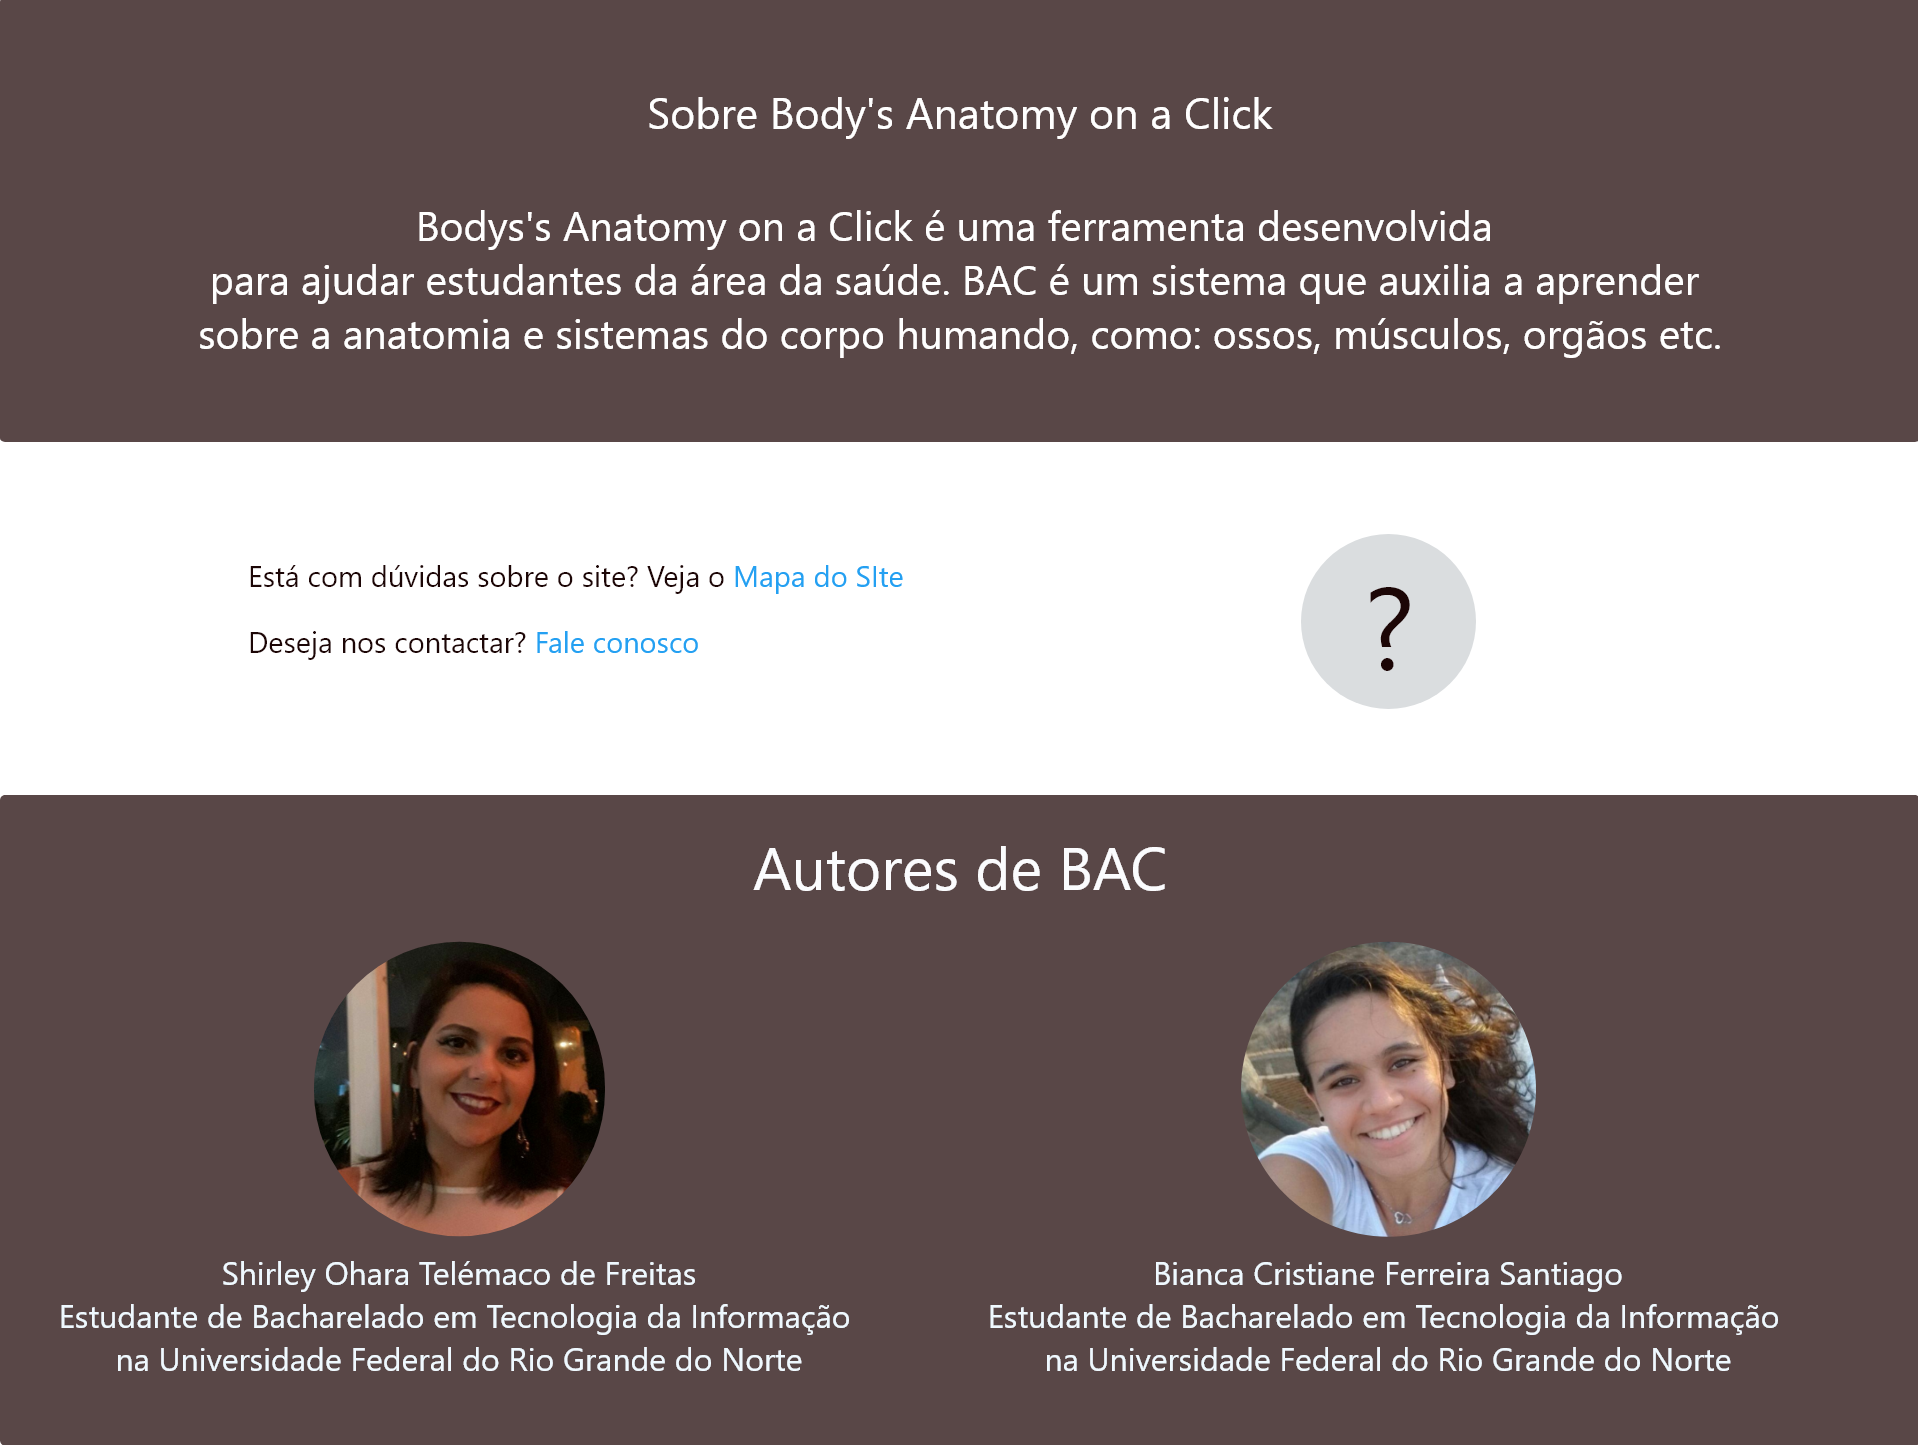 Sobre Body's Anatomy on a Click
Bodys's Anatomy on a Click é uma ferramenta desenvolvida
para ajudar estudantes da área da saúde. BAC é um sistema que auxilia a aprender
sobre a anatomia e sistemas do corpo humando, como: ossos, músculos, orgãos etc.
Está com dúvidas sobre o site? Veja o Mapa do SIte
Deseja nos contactar? Fale conosco
?
Autores de BAC
Shirley Ohara Telémaco de Freitas
Estudante de Bacharelado em Tecnologia da Informação
na Universidade Federal do Rio Grande do Norte
Bianca Cristiane Ferreira Santiago
Estudante de Bacharelado em Tecnologia da Informação
na Universidade Federal do Rio Grande do Norte